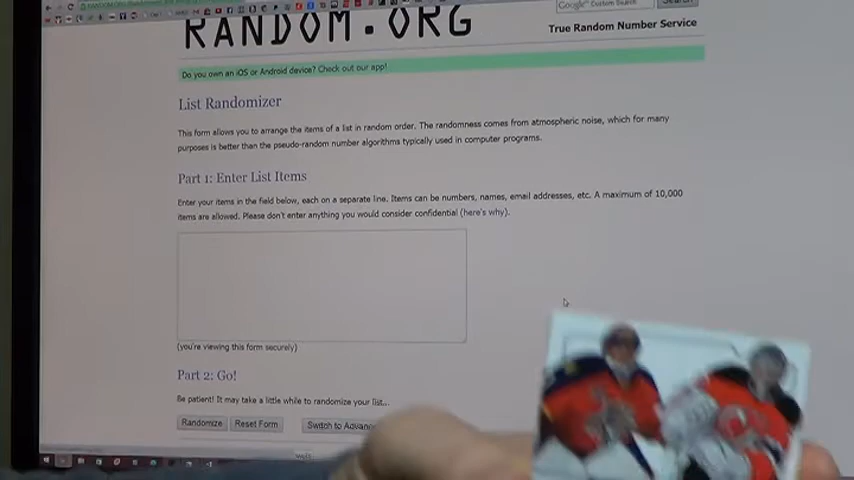 RANDOM.ORG
True Random Number Service
Do you own an iOS or Android device? Check out our app!
List Randomizer
This form allows you to arrange the items of a list in random order. The randomness comes from atmospheric noise, which for many
purposes is better than the pseudo-random number algorithms typically used in computer programs.
Part 1: Enter List Items
Enter your items in the field below, each on a separate line. Items can be numbers, names, email addresses, etc. A maximum of 10,000
items are allowed. Please don't enter anything you would consider confidential (here's why).
(you're viewing this form securely)
Part 2: Go!
Be patient! It may take a little while to randomize your list...
Randomize Reset Form Switch to